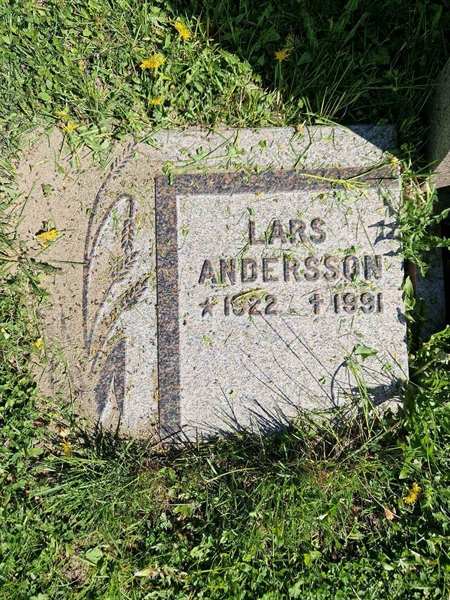 LARS
ANDERSSON
* 1922 † 1991